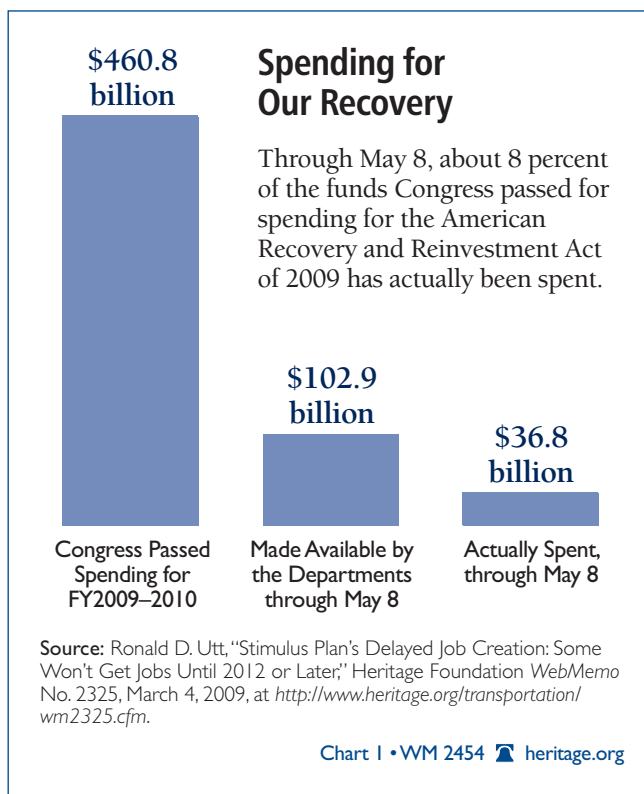 $460.8
billion
Spending for
Our Recovery
Through May 8, about 8 percent
of the funds Congress passed for
spending for the American
Recovery and Reinvestment Act
of 2009 has actually been spent.
$102.9
billion
$36.8
billion
Congress Passed
Spending for
FY2009–2010
Made Available by
the Departments
through May 8
Actually Spent,
through May 8
Source: Ronald D. Utt, “Stimulus Plan’s Delayed Job Creation: Some
Won’t Get Jobs Until 2012 or Later,” Heritage Foundation WebMemo
No. 2325, March 4, 2009, at http://www.heritage.org/transportation/
wm2325.cfm.
Chart 1 • WM 2454 heritage.org